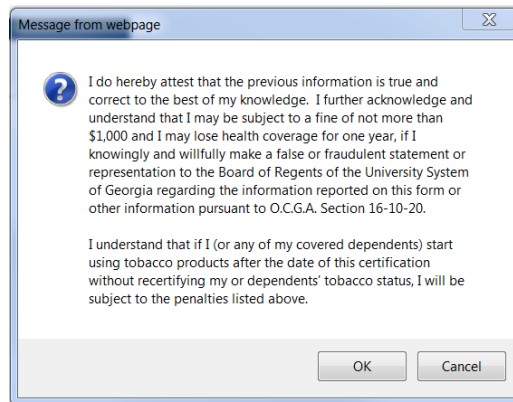 Message from webpage
I do hereby attest that the previous information is true and
correct to the best of my knowledge.  I further acknowledge and
understand that I may be subject to a fine of not more than
$1,000 and I may lose health coverage for one year, if I
knowingly and willfully make a false or fraudulent statement or
representation to the Board of Regents of the University System
of Georgia regarding the information reported on this form or
other information pursuant to O.C.G.A. Section 16-10-20.
I understand that if I (or any of my covered dependents) start
using tobacco products after the date of this certification
without recertifying my or dependents' tobacco status, I will be
subject to the penalties listed above.
OK
Cancel